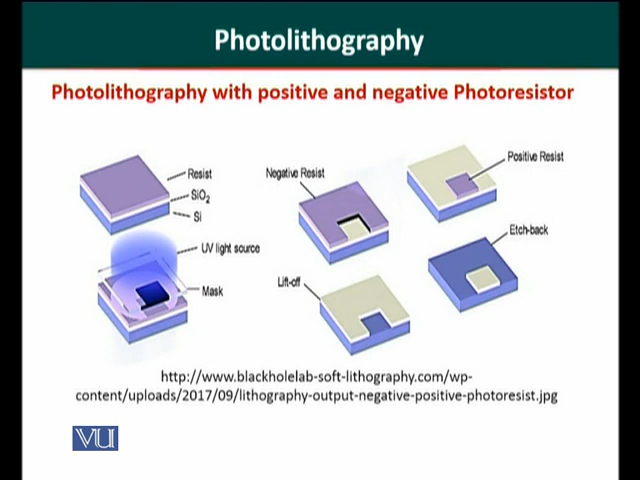 Photolithography
Photolithography with positive and negative Photoresistor
Resist
SiO2
Si
UV light source
Mask
Negative Resist
Positive Resist
Lift-off
Etch-back
http://www.blackholelab-soft-lithography.com/wp-
content/uploads/2017/09/lithography-output-negative-positive-photoresist.jpg
VU